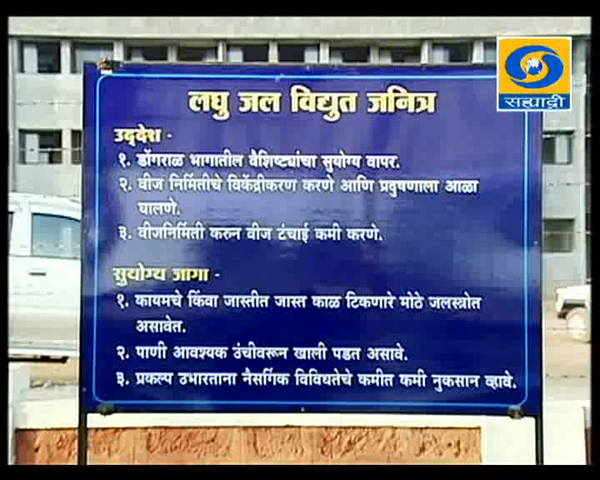 सह्याद्री
लघु जल विद्युत जनित्र
उद्देश -
१. डोंगराळ भागातील वैशिष्ट्यांचा सुयोग्य वापर.
२. वीज निर्मितीचे विकेंद्रीकरण करणे आणि प्रदुषणाला आळा
घालणे.
३. वीजनिर्मिती करुन वीज टंचाई कमी करणे.
सुयोग्य जागा -
१. कायमचे किंवा जास्तीत जास्त काळ टिकणारे मोठे जलस्त्रोत
असावेत.
२. पाणी आवश्यक उंचीवरून खाली पडत असावे.
३. प्रकल्प उभारताना नैसर्गिक विविधतेचे कमीत कमी नुकसान व्हावे.